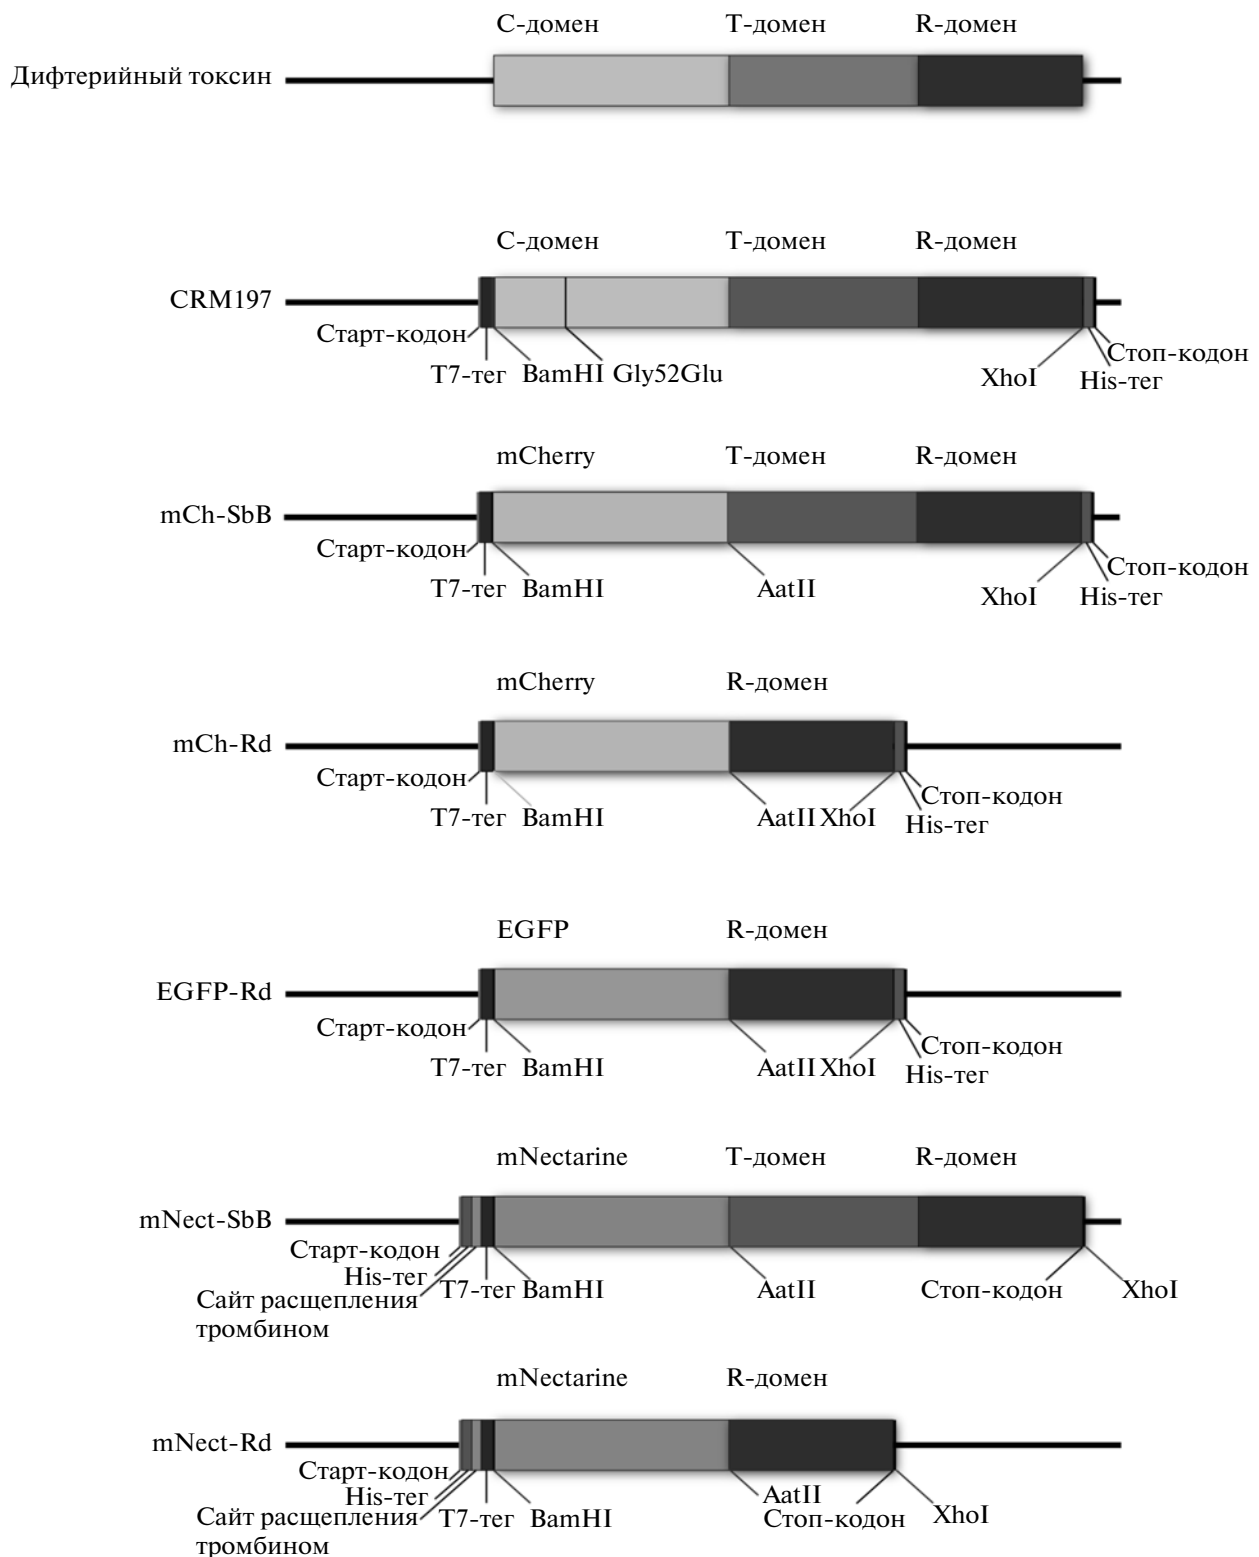 С-домен Т-домен R-домен
Дифтерийный токсин
С-домен Т-домен R-домен
CRM197
Старт-кодон
Стоп-кодон
Т7-тег BamHI Gly52Glu XhoI His-тег
mCherry Т-домен R-домен
mCh-SbB
Старт-кодон
Стоп-кодон
Т7-тег BamHI AatII XhoI His-тег
mCherry R-домен
mCh-Rd
Старт-кодон
Стоп-кодон
Т7-тег BamHI AatII XhoI His-тег
EGFP R-домен
EGFP-Rd
Старт-кодон
Стоп-кодон
Т7-тег BamHI AatII XhoI His-тег
mNectarine Т-домен R-домен
mNect-SbB
Старт-кодон
His-тег
Т7-тег BamHI AatII Стоп-кодон XhoI
Сайт расщепления
тромбином
mNectarine R-домен
mNect-Rd
Старт-кодон
His-тег AatII
Сайт расщепления Т7-тег BamHI Стоп-кодон XhoI
тромбином